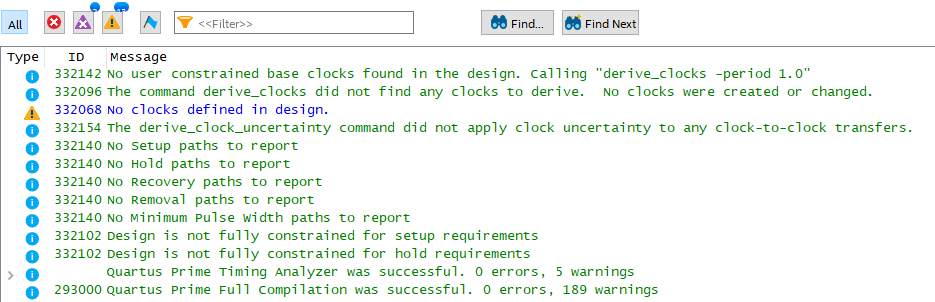 All
<<Filter>>
Find...
Find Next
Type ID Message
332142 No user constrained base clocks found in the design. Calling "derive_clocks -period 1.0"
332096 The command derive_clocks did not find any clocks to derive.  No clocks were created or changed.
332068 No clocks defined in design.
332154 The derive_clock_uncertainty command did not apply clock uncertainty to any clock-to-clock transfers.
332140 No Setup paths to report
332140 No Hold paths to report
332140 No Recovery paths to report
332140 No Removal paths to report
332140 No Minimum Pulse Width paths to report
332102 Design is not fully constrained for setup requirements
332102 Design is not fully constrained for hold requirements
Quartus Prime Timing Analyzer was successful. 0 errors, 5 warnings
293000 Quartus Prime Full Compilation was successful. 0 errors, 189 warnings